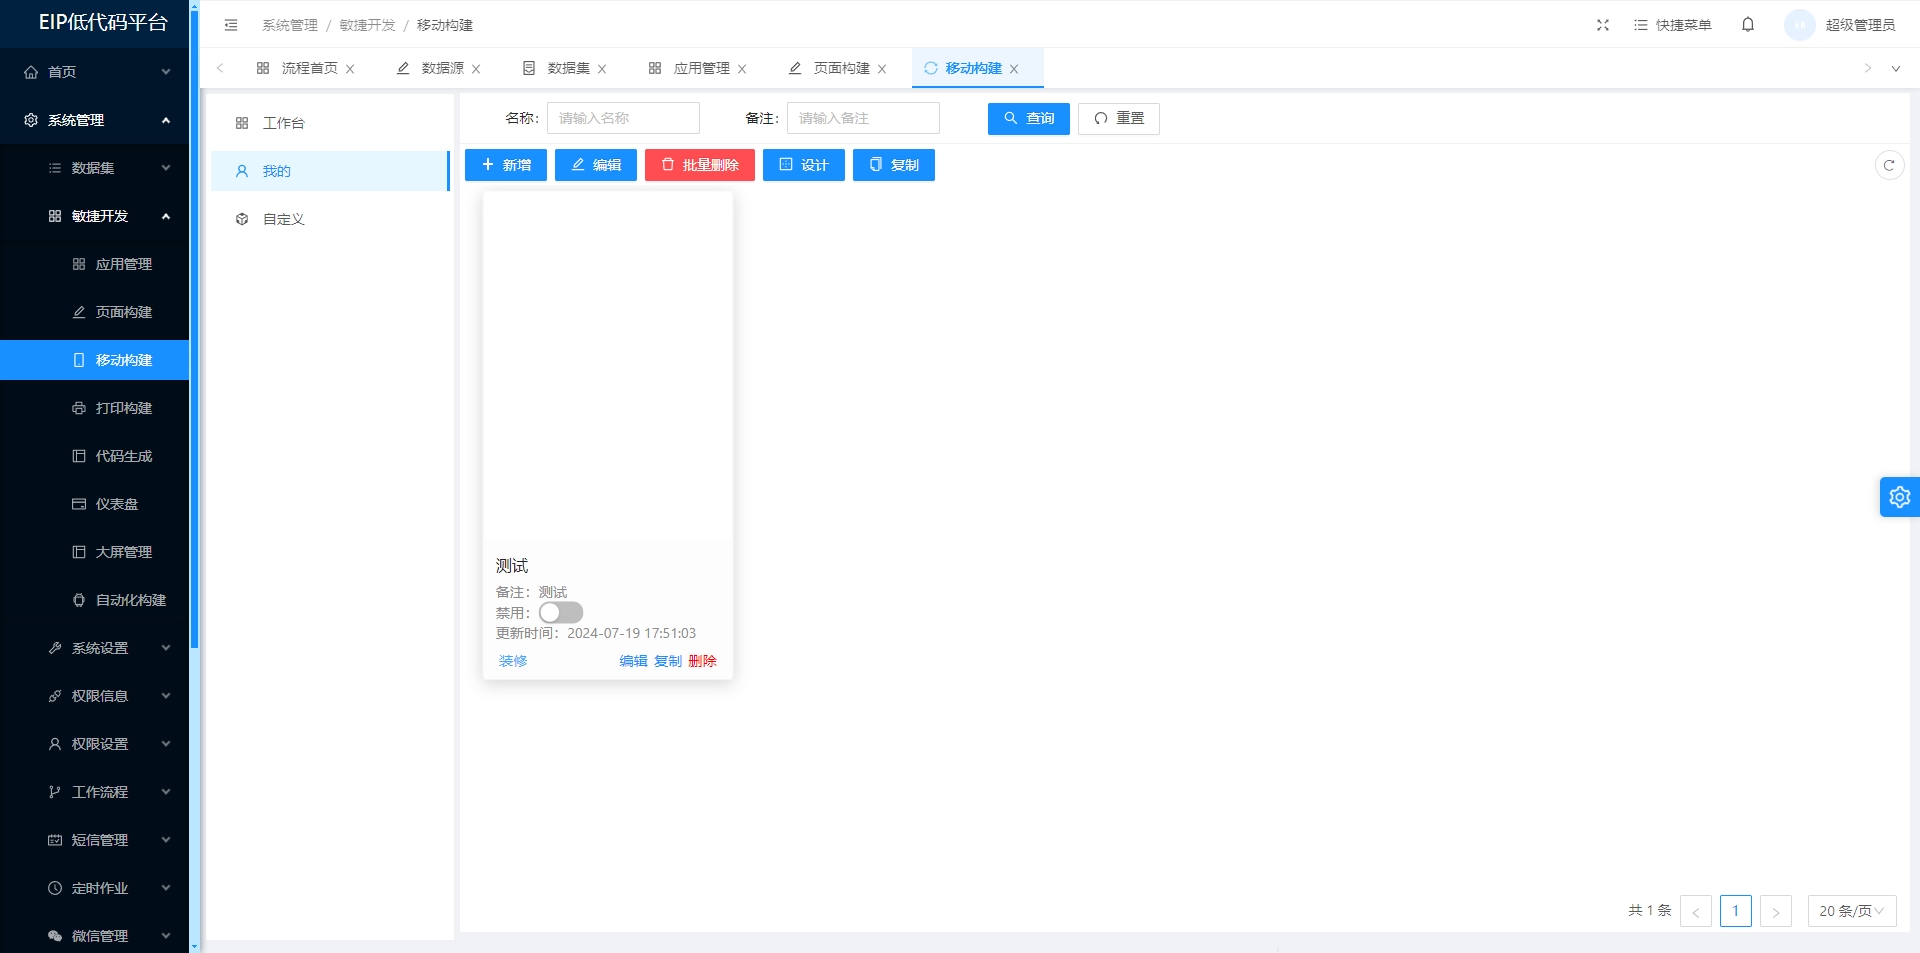 EIP低代码平台
首页
系统管理
数据集
敏捷开发
应用管理
页面构建
移动构建
打印构建
代码生成
仪表盘
大屏管理
自动化构建
系统设置
权限信息
权限设置
工作流程
短信管理
定时作业
微信管理
系统管理 / 敏捷开发 / 移动构建
快捷菜单
超级管理员
流程首页 数据源 数据集 应用管理 页面构建 移动构建
工作台
我的
自定义
名称: 请输入名称 备注: 请输入备注 查询 重置
新增 编辑 批量删除 设计 复制
测试
备注：测试
禁用：
更新时间：2024-07-19 17:51:03
装修 编辑 复制 删除
共 1 条 < 1 > 20 条/页